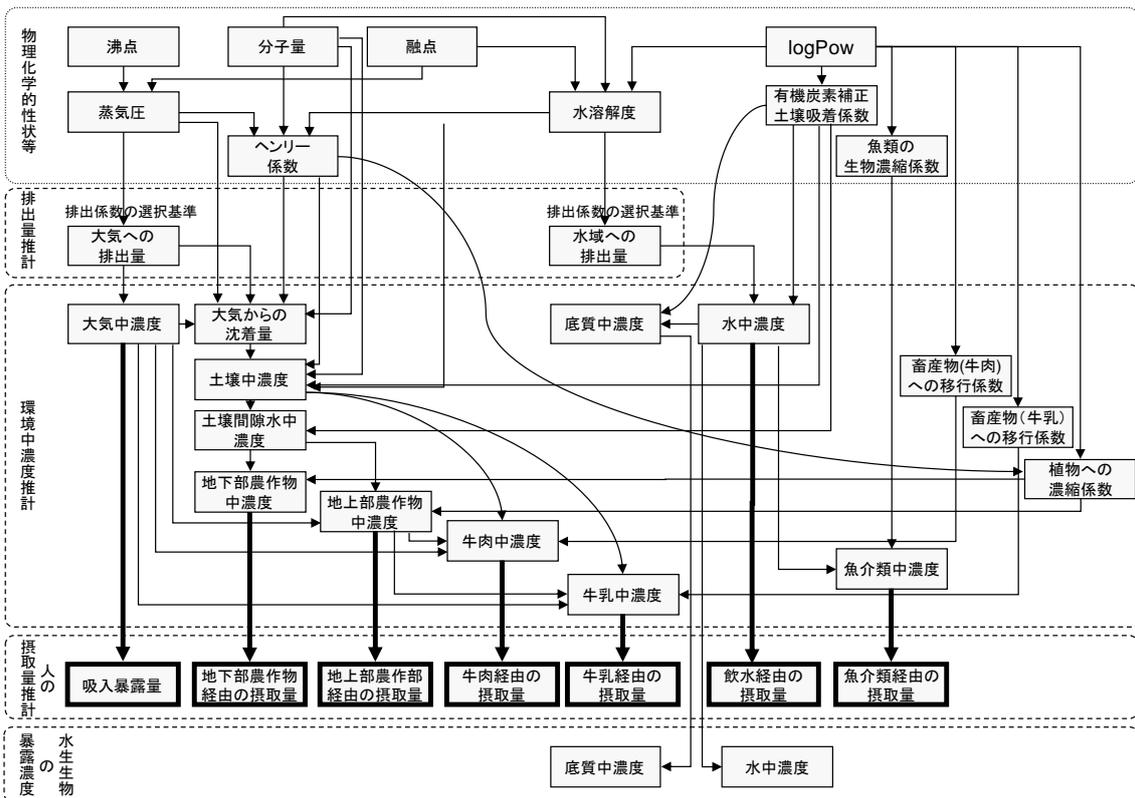 物理化学的性状等
沸点
分子量
融点
logPow
蒸気圧
水溶解度
有機炭素補正
土壌吸着係数
ヘンリー
係数
魚類の
生物濃縮係数
排出量推計
排出係数の選択基準
排出係数の選択基準
大気への
排出量
水域への
排出量
環境中濃度推計
大気中濃度
大気からの
沈着量
底質中濃度
水中濃度
土壌中濃度
畜産物(牛肉)
への移行係数
土壌間隙水中
濃度
畜産物(牛乳)
への移行係数
植物への
濃縮係数
地下部農作物
中濃度
地上部農作物
中濃度
牛肉中濃度
魚介類中濃度
牛乳中濃度
人の
摂取量推計
吸入暴露量
地下部農作物
経由の摂取量
地上部農作部
経由の摂取量
牛肉経由の
摂取量
牛乳経由の
摂取量
飲水経由の
摂取量
魚介類経由の
摂取量
水生生物
の
暴露濃度
底質中濃度
水中濃度